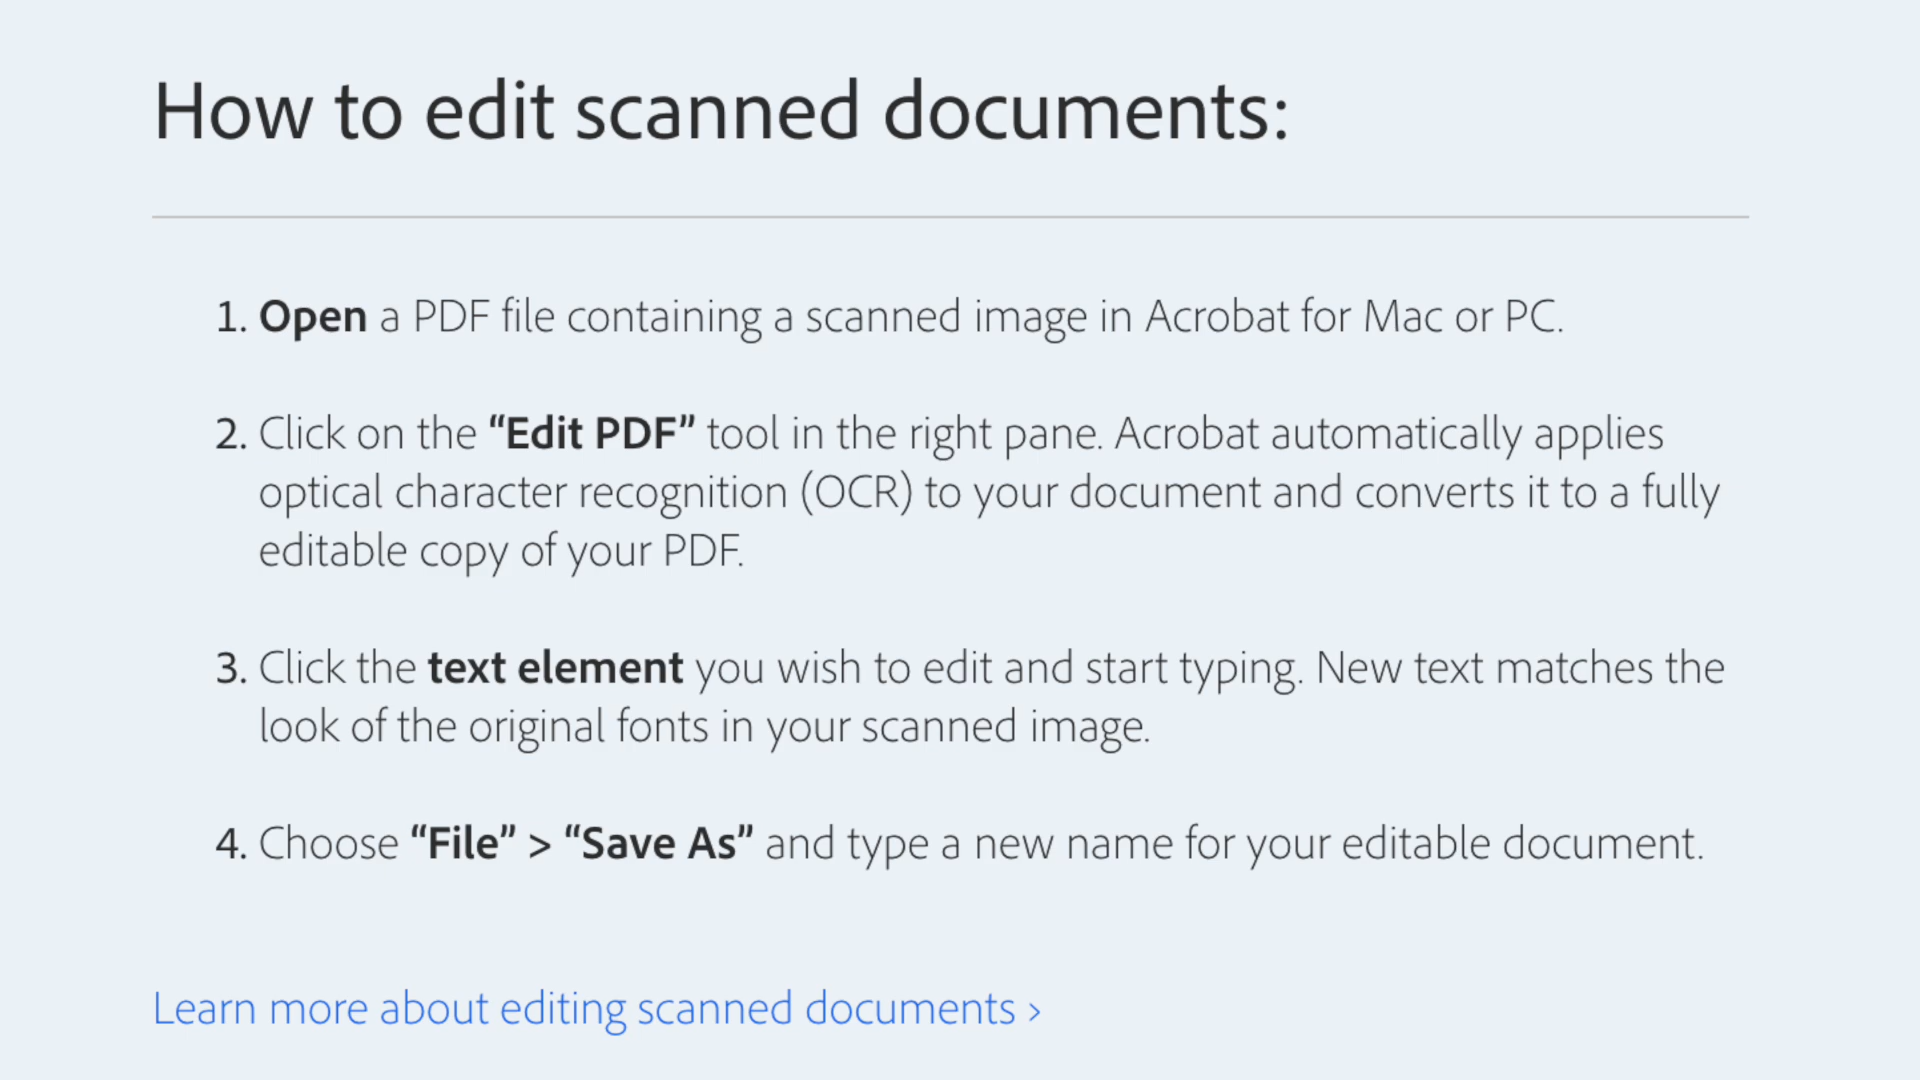 How to edit scanned documents:
1. Open a PDF file containing a scanned image in Acrobat for Mac or PC.
2. Click on the “Edit PDF” tool in the right pane. Acrobat automatically applies
optical character recognition (OCR) to your document and converts it to a fully
editable copy of your PDF.
3. Click the text element you wish to edit and start typing. New text matches the
look of the original fonts in your scanned image.
4. Choose “File” > “Save As” and type a new name for your editable document.
Learn more about editing scanned documents ›